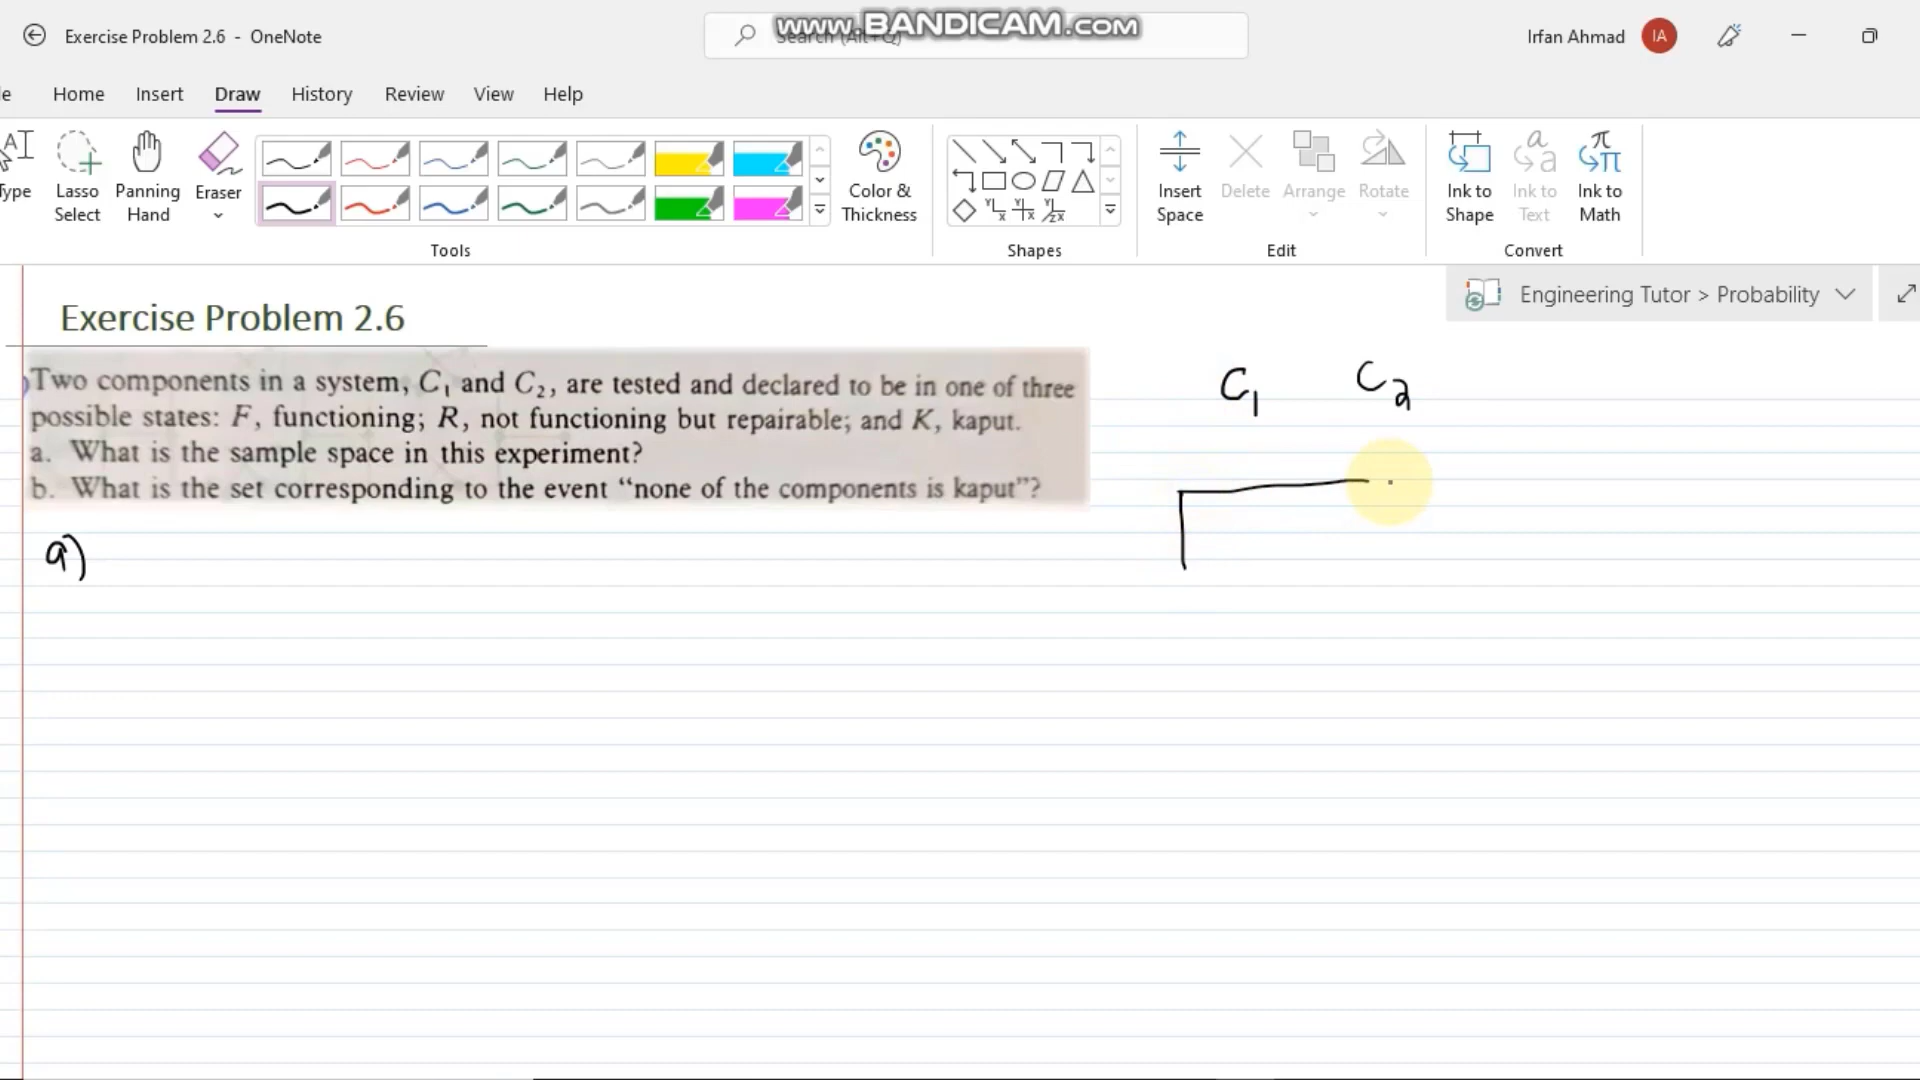 www.BANDICAM.com
Exercise Problem 2.6 - OneNote
Irfan Ahmad
IA
Home
Insert
Draw
History
Review
View
Help
Lasso Select
Panning Hand
Eraser
Color & Thickness
Insert Space
Delete
Arrange
Rotate
Ink to Shape
Ink to Text
Ink to Math
Tools
Shapes
Edit
Convert
Engineering Tutor > Probability
Exercise Problem 2.6
Two components in a system, C₁ and C₂, are tested and declared to be in one of three
possible states: F, functioning; R, not functioning but repairable; and K, kaput.
a. What is the sample space in this experiment?
b. What is the set corresponding to the event “none of the components is kaput”?
C₁ C₂
a)